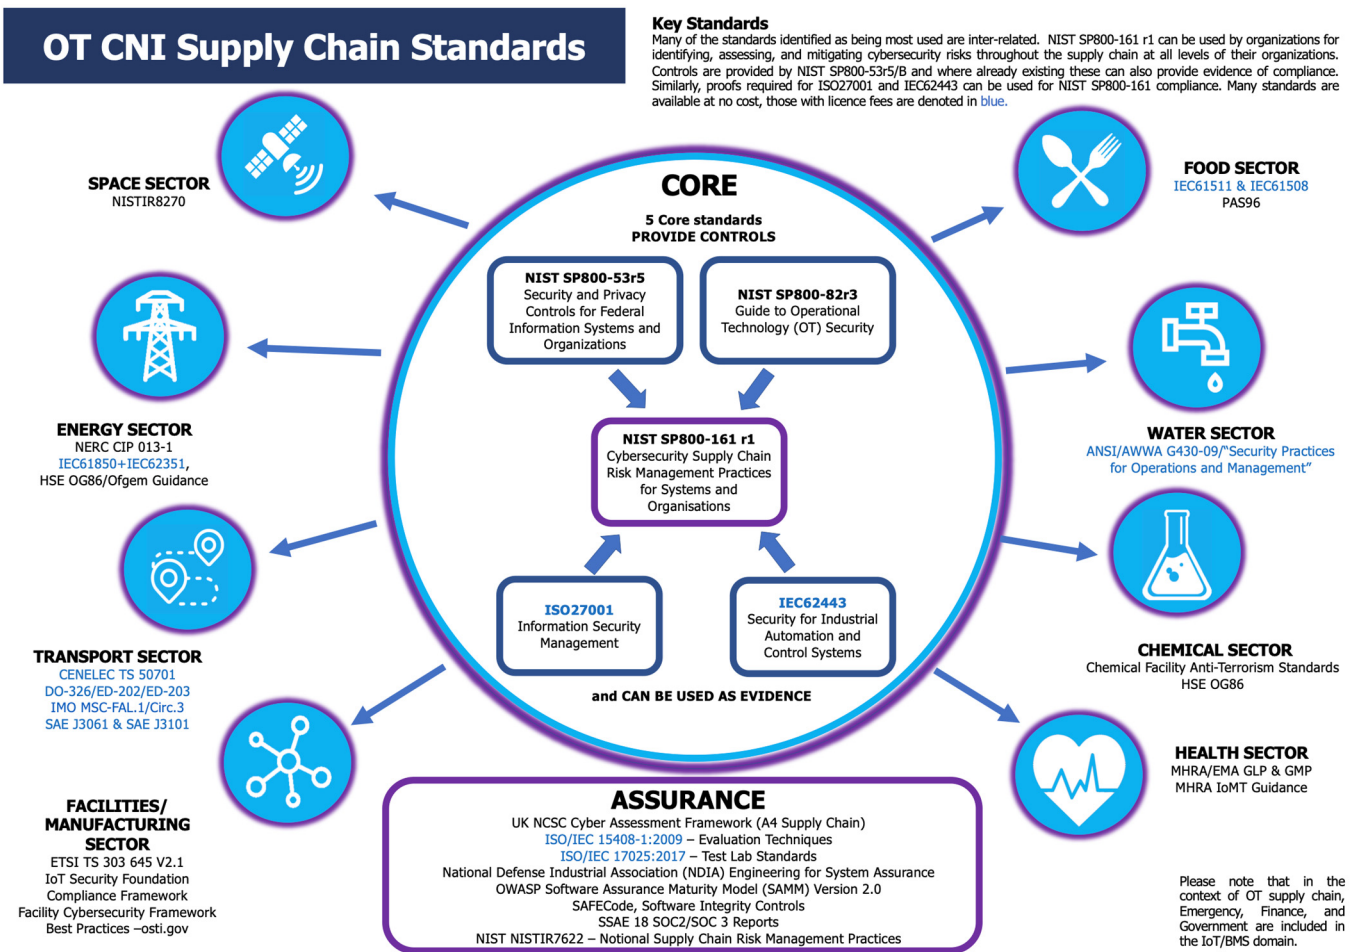 OT CNI Supply Chain Standards
Key Standards
Many of the standards identified as being most used are inter-related. NIST SP800-161 r1 can be used by organizations for
identifying, assessing, and mitigating cybersecurity risks throughout the supply chain at all levels of their organizations.
Controls are provided by NIST SP800-53r5/B and where already existing these can also provide evidence of compliance.
Similarly, proofs required for ISO27001 and IEC62443 can be used for NIST SP800-161 compliance. Many standards are
available at no cost, those with licence fees are denoted in blue.
SPACE SECTOR
NISTIR8270
ENERGY SECTOR
NERC CIP 013-1
IEC61850+IEC62351,
HSE OG86/Ofgem Guidance
TRANSPORT SECTOR
CENELEC TS 50701
DO-326/ED-202/ED-203
IMO MSC-FAL.1/Circ.3
SAE J3061 & SAE J3101
FACILITIES/
MANUFACTURING
SECTOR
ETSI TS 303 645 V2.1
IoT Security Foundation
Compliance Framework
Facility Cybersecurity Framework
Best Practices –osti.gov
CORE
5 Core standards
PROVIDE CONTROLS
NIST SP800-53r5
Security and Privacy
Controls for Federal
Information Systems and
Organizations
NIST SP800-82r3
Guide to Operational
Technology (OT) Security
NIST SP800-161 r1
Cybersecurity Supply Chain
Risk Management Practices
for Systems and
Organisations
ISO27001
Information Security
Management
IEC62443
Security for Industrial
Automation and
Control Systems
and CAN BE USED AS EVIDENCE
ASSURANCE
UK NCSC Cyber Assessment Framework (A4 Supply Chain)
ISO/IEC 15408-1:2009 – Evaluation Techniques
ISO/IEC 17025:2017 – Test Lab Standards
National Defense Industrial Association (NDIA) Engineering for System Assurance
OWASP Software Assurance Maturity Model (SAMM) Version 2.0
SAFECode, Software Integrity Controls
SSAE 18 SOC2/SOC 3 Reports
NIST NISTIR7622 – Notional Supply Chain Risk Management Practices
FOOD SECTOR
IEC61511 & IEC61508
PAS96
WATER SECTOR
ANSI/AWWA G430-09/"Security Practices
for Operations and Management"
CHEMICAL SECTOR
Chemical Facility Anti-Terrorism Standards
HSE OG86
HEALTH SECTOR
MHRA/EMA GLP & GMP
MHRA IoMT Guidance
Please note that in the
context of OT supply chain,
Emergency, Finance, and
Government are included in
the IoT/BMS domain.